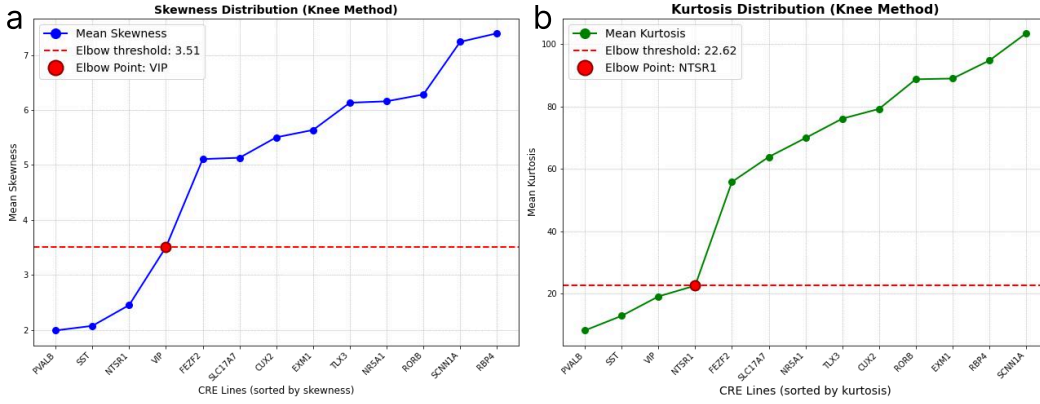 a
Skewness Distribution (Knee Method)
Mean Skewness
Elbow threshold: 3.51
Elbow Point: VIP
7
6
5
4
3
2
Mean Skewness
PVALB
SST
NTSR1
VIP
FEZF2
SLC17A7
CUX2
EXM1
TLX3
NR5A1
RORB
SCNN1A
RBP4
CRE Lines (sorted by skewness)
b
Kurtosis Distribution (Knee Method)
Mean Kurtosis
Elbow threshold: 22.62
Elbow Point: NTSR1
100
80
60
40
20
Mean Kurtosis
PVALB
SST
VIP
NTSR1
FEZF2
SLC17A7
NR5A1
TLX3
CUX2
RORB
EXM1
RBP4
SCNN1A
CRE Lines (sorted by kurtosis)